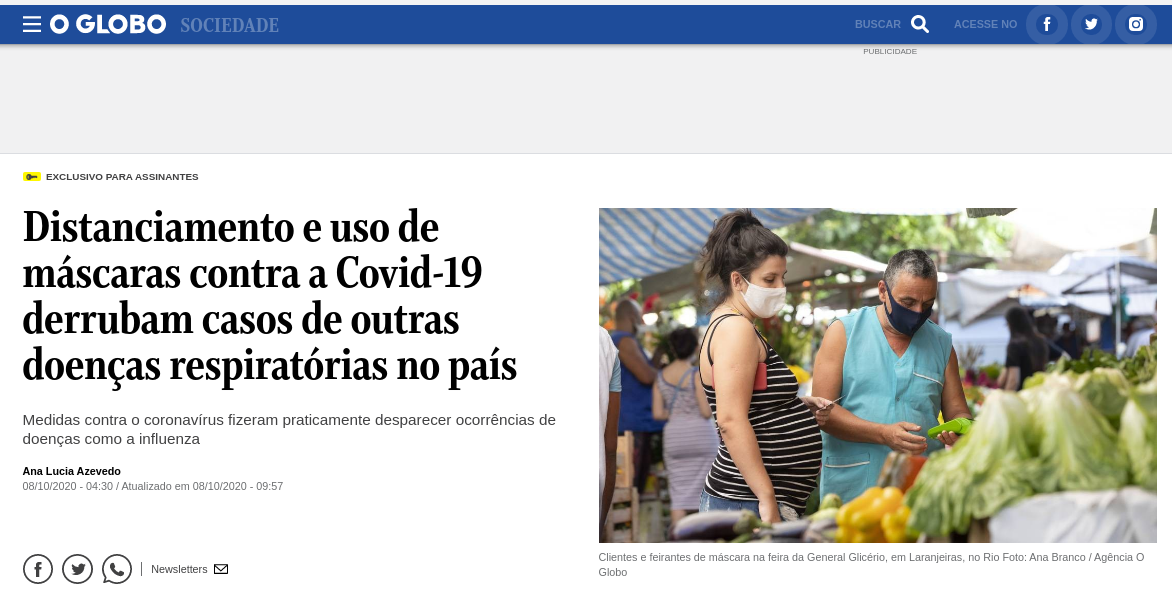 O GLOBO SOCIEDADE BUSCAR ACESSE NO
PUBLICIDADE
EXCLUSIVO PARA ASSINANTES
Distanciamento e uso de
máscaras contra a Covid-19
derrubam casos de outras
doenças respiratórias no país
Medidas contra o coronavírus fizeram praticamente desparecer ocorrências de
doenças como a influenza
Ana Lucia Azevedo
08/10/2020 - 04:30 / Atualizado em 08/10/2020 - 09:57
Newsletters
Clientes e feirantes de máscara na feira da General Glicério, em Laranjeiras, no Rio Foto: Ana Branco / Agência O
Globo